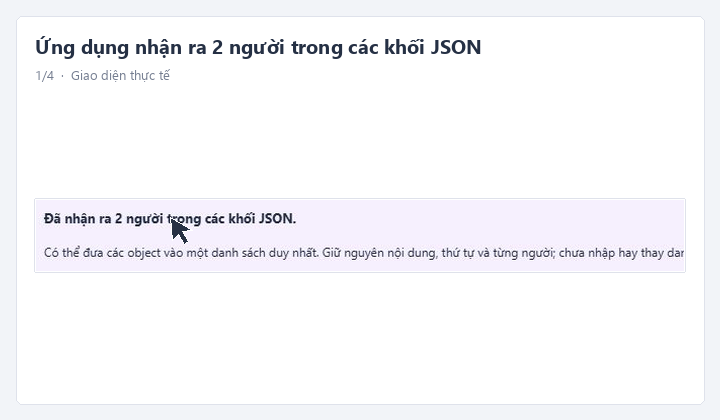 Ứng dụng nhận ra 2 người trong các khối JSON
1/4 · Giao diện thực tế
Đã nhận ra 2 người trong các khối JSON.
Có thể đưa các object vào một danh sách duy nhất. Giữ nguyên nội dung, thứ tự và từng người; chưa nhập hay thay